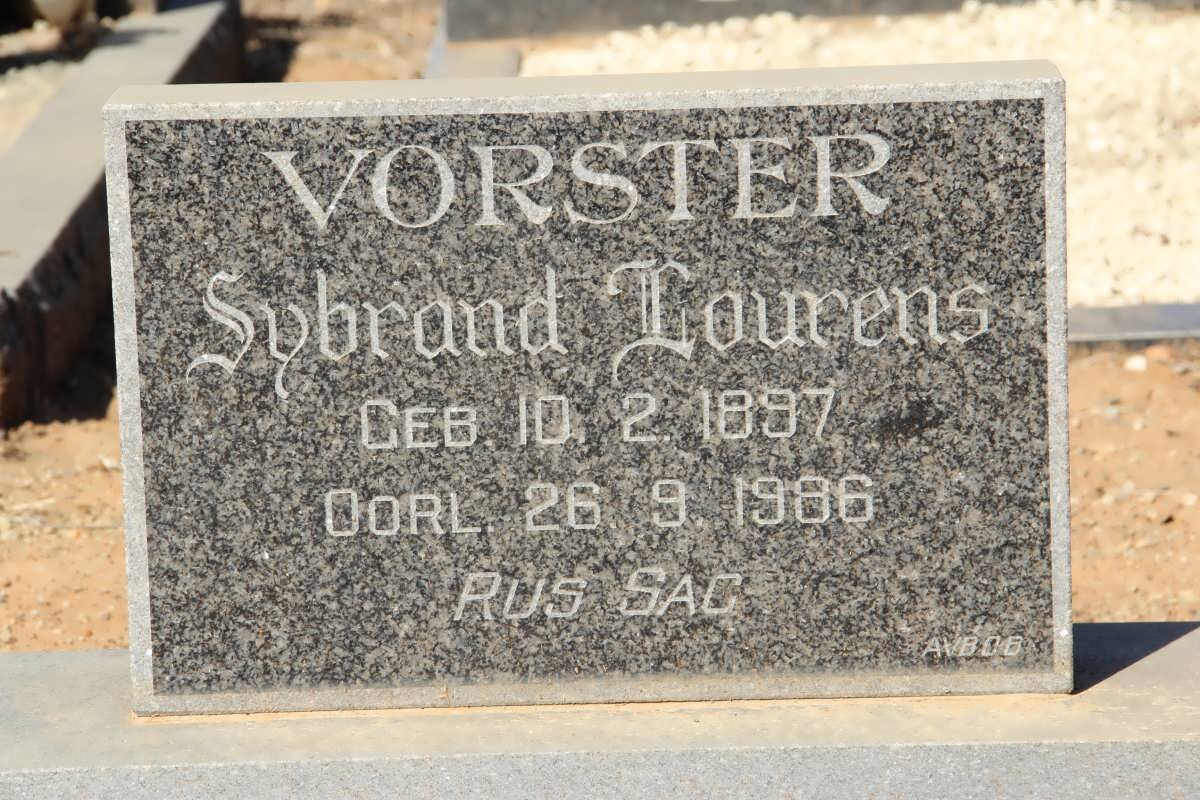 VORSTER
Sybrand Lourens
GEB. 10. 2. 1897
OORL. 26. 9. 1986
RUS SAG
AVBOB